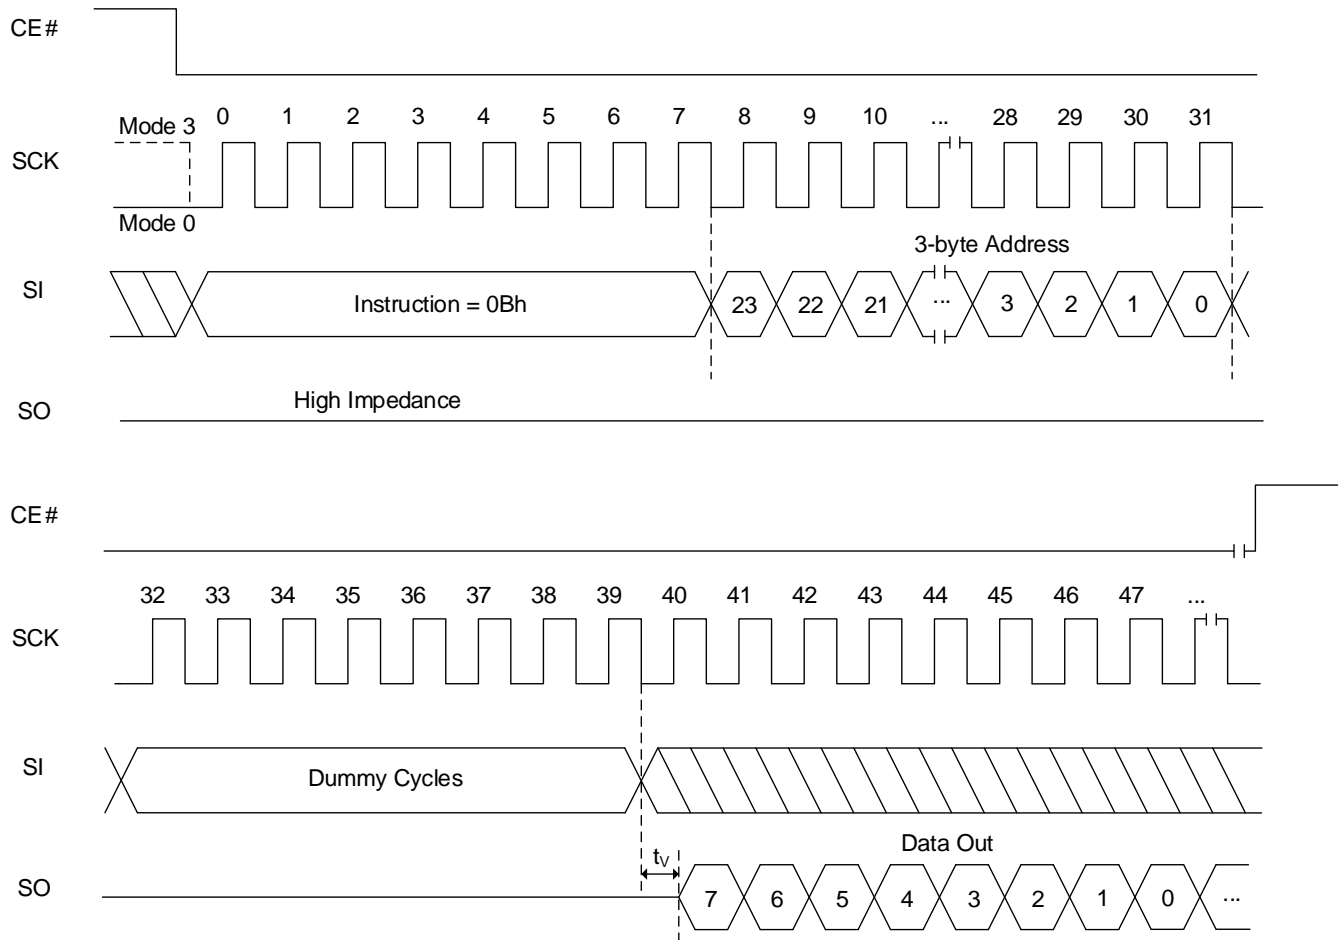 CE#
0 1 2 3 4 5 6 7 8 9 10 ... 28 29 30 31
Mode 3
SCK
Mode 0
3-byte Address
SI
Instruction = 0Bh 23 22 21 ... 3 2 1 0
High Impedance
SO
CE#
32 33 34 35 36 37 38 39 40 41 42 43 44 45 46 47 ...
SCK
SI
Dummy Cycles
Data Out
tV
SO
7 6 5 4 3 2 1 0 ...